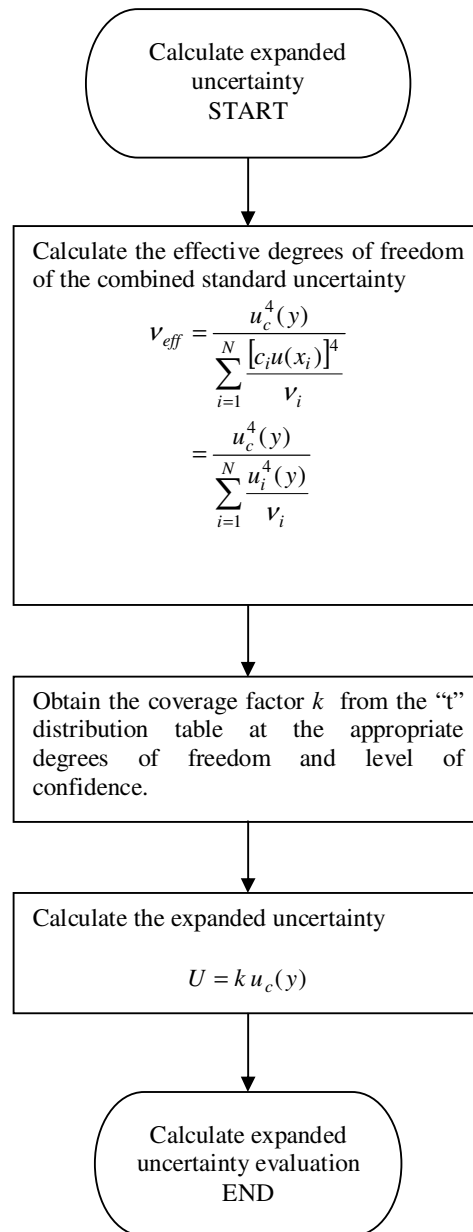 Calculate expanded
uncertainty
START
Calculate the effective degrees of freedom
of the combined standard uncertainty
ν_eff = u_c^4(y) / ∑_{i=1}^{N} [c_i u(x_i)]^4 / ν_i
= u_c^4(y) / ∑_{i=1}^{N} u_i^4(y) / ν_i
Obtain the coverage factor k from the “t”
distribution table at the appropriate
degrees of freedom and level of
confidence.
Calculate the expanded uncertainty
U = k u_c(y)
Calculate expanded
uncertainty evaluation
END